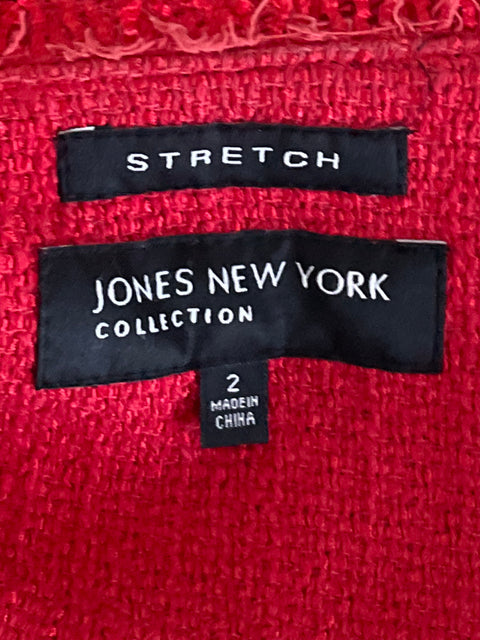 STRETCH
JONES NEW YORK
COLLECTION
2
MADE IN
CHINA